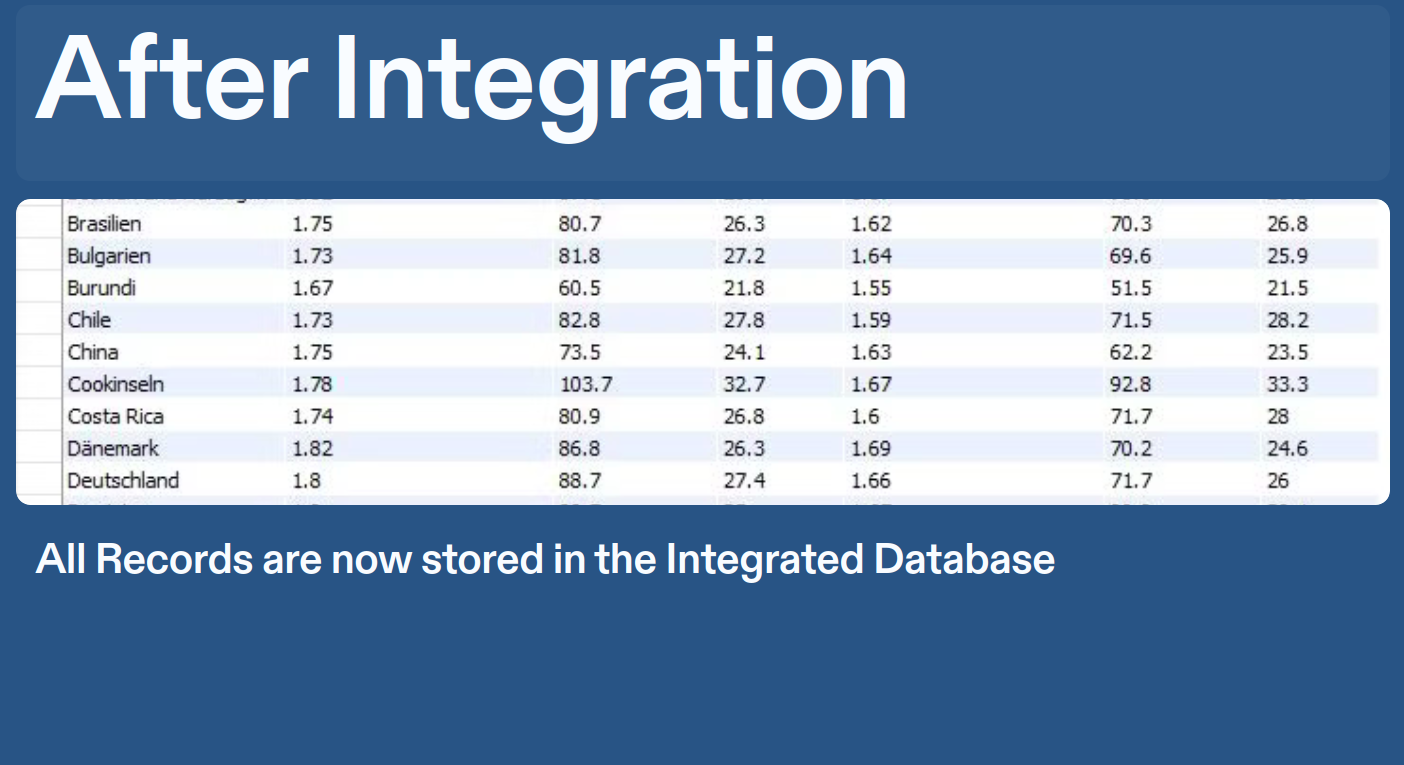 After Integration
Brasilien 1.75 80.7 26.3 1.62 70.3 26.8
Bulgarien 1.73 81.8 27.2 1.64 69.6 25.9
Burundi 1.67 60.5 21.8 1.55 51.5 21.5
Chile 1.73 82.8 27.8 1.59 71.5 28.2
China 1.75 73.5 24.1 1.63 62.2 23.5
Cookinseln 1.78 103.7 32.7 1.67 92.8 33.3
Costa Rica 1.74 80.9 26.8 1.6 71.7 28
Dänemark 1.82 86.8 26.3 1.69 70.2 24.6
Deutschland 1.8 88.7 27.4 1.66 71.7 26
All Records are now stored in the Integrated Database